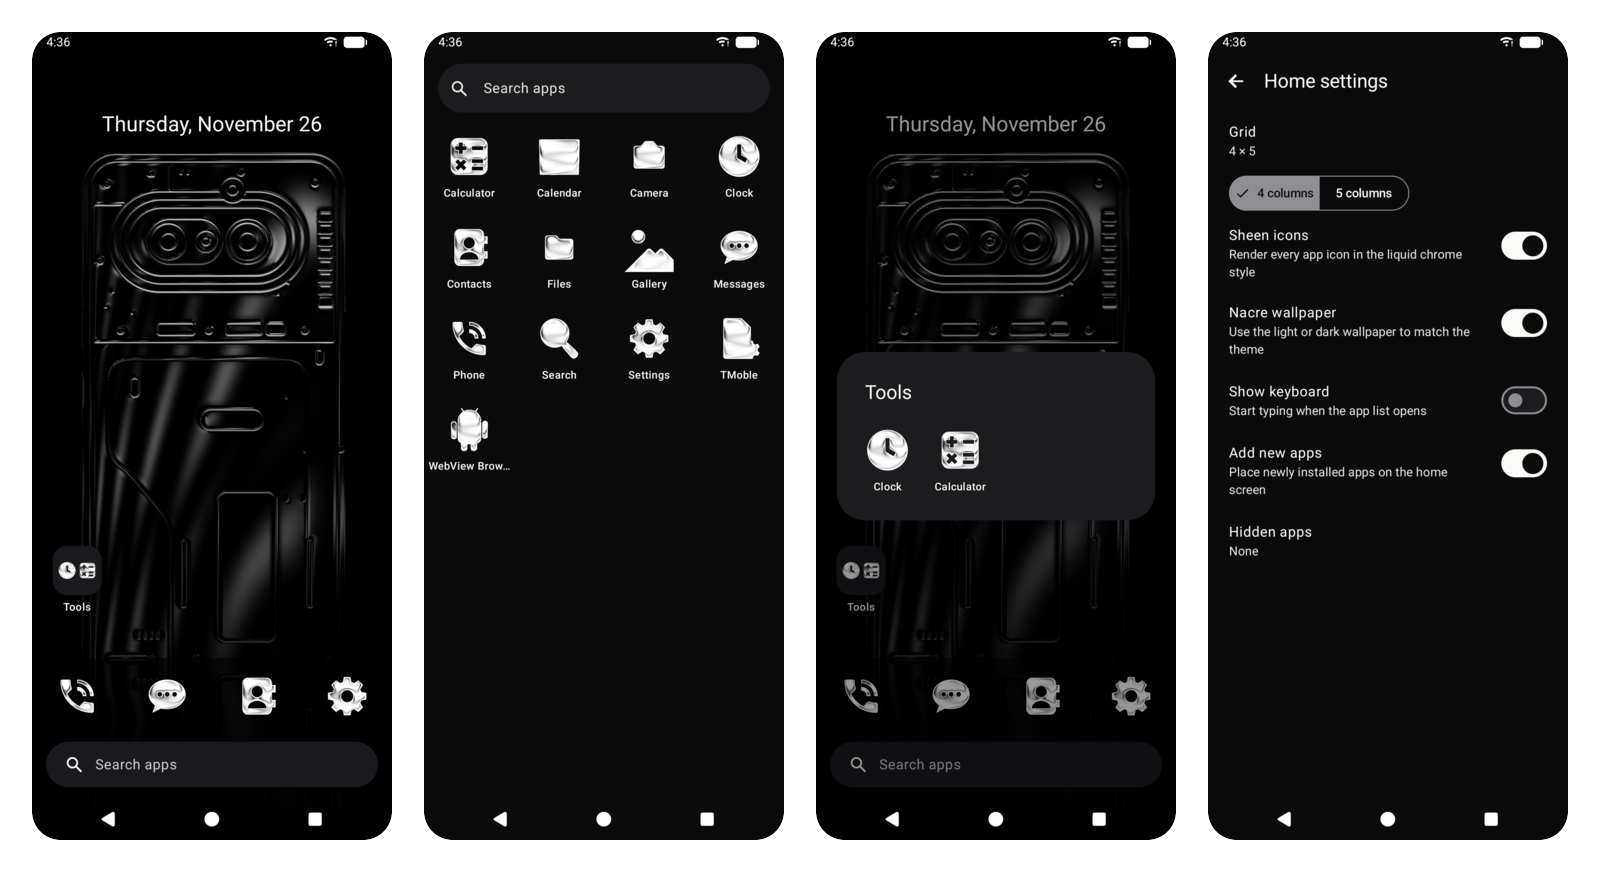 4:36
Thursday, November 26
Tools
Search apps
4:36
Search apps
Calculator
Calendar
Camera
Clock
Contacts
Files
Gallery
Messages
Phone
Search
Settings
TMoble
WebView Brow...
4:36
Thursday, November 26
Tools
Clock
Calculator
Tools
Search apps
4:36
Home settings
Grid
4 × 5
4 columns
5 columns
Sheen icons
Render every app icon in the liquid chrome
style
Nacre wallpaper
Use the light or dark wallpaper to match the
theme
Show keyboard
Start typing when the app list opens
Add new apps
Place newly installed apps on the home
screen
Hidden apps
None